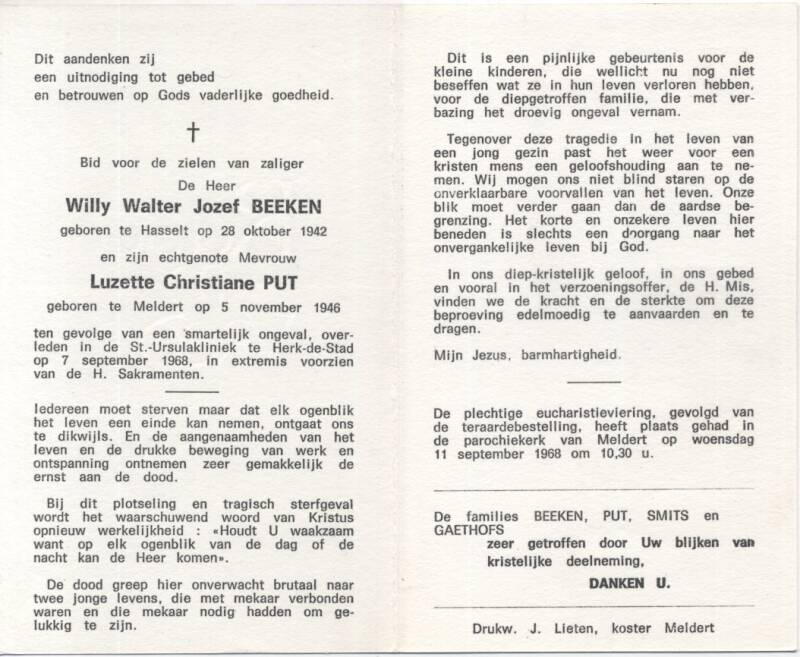 Dit aandenken zij
een uitnodiging tot gebed
en betrouwen op Gods vaderlijke goedheid.
†
Bid voor de zielen van zaliger
De Heer
Willy Walter Jozef BEEKEN
geboren te Hasselt op 28 oktober 1942
en zijn echtgenote Mevrouw
Luzette Christiane PUT
geboren te Meldert op 5 november 1946
ten gevolge van een smartelijk ongeval, over-
leden in de St.-Ursulakliniek te Herk-de-Stad
op 7 september 1968, in extremis voorzien
van de H. Sakramenten.
Iedereen moet sterven maar dat elk ogenblik
het leven een einde kan nemen, ontgaat ons
te dikwijls. En de aangenaamheden van het
leven en de drukke beweging van werk en
ontspanning ontnemen zeer gemakkelijk de
ernst aan de dood.
Bij dit plotseling en tragisch sterfgeval
wordt het waarschuwend woord van Kristus
opnieuw werkelijkheid : «Houdt U waakzaam
want op elk ogenblik van de dag of de
nacht kan de Heer komen».
De dood greep hier onverwacht brutaal naar
twee jonge levens, die met mekaar verbonden
waren en die mekaar nodig hadden om ge-
lukkig te zijn.
Dit is een pijnlijke gebeurtenis voor de
kleine kinderen, die wellicht nu nog niet
beseffen wat ze in hun leven verloren hebben,
voor de diepgetroffen familie, die met ver-
bazing het droevig ongeval vernam.
Tegenover deze tragedie in het leven van
een jong gezin past het weer voor een
kristen mens een geloofshouding aan te ne-
men. Wij mogen ons niet blind staren op de
onverklaarbare voorvallen van het leven. Onze
blik moet verder gaan dan de aardse be-
grenzing. Het korte en onzekere leven hier
beneden is slechts een doorgang naar het
onvergankelijke leven bij God.
In ons diep-kristelijk geloof, in ons gebed
en vooral in het verzoeningsoffer, de H. Mis,
vinden we de kracht en de sterkte om deze
beproeving edelmoedig te aanvaarden en te
dragen.
Mijn Jezus, barmhartigheid.
De plechtige eucharistieviering, gevolgd van
de teraardebestelling, heeft plaats gehad in
de parochiekerk van Meldert op woensdag
11 september 1968 om 10,30 u.
De families BEEKEN, PUT, SMITS en
GAETHOFS
zeer getroffen door Uw blijken van
kristelijke deelneming,
DANKEN U.
Drukw. J. Lieten, koster Meldert